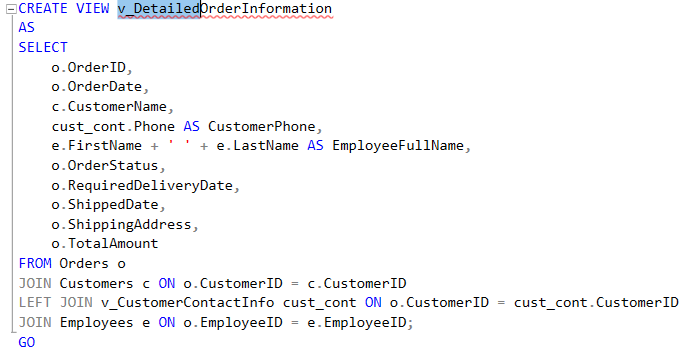 CREATE VIEW v_DetailedOrderInformation
AS
SELECT
    o.OrderID,
    o.OrderDate,
    c.CustomerName,
    cust_cont.Phone AS CustomerPhone,
    e.FirstName + ' ' + e.LastName AS EmployeeFullName,
    o.OrderStatus,
    o.RequiredDeliveryDate,
    o.ShippedDate,
    o.ShippingAddress,
    o.TotalAmount
FROM Orders o
JOIN Customers c ON o.CustomerID = c.CustomerID
LEFT JOIN v_CustomerContactInfo cust_cont ON o.CustomerID = cust_cont.CustomerID
JOIN Employees e ON o.EmployeeID = e.EmployeeID;
GO